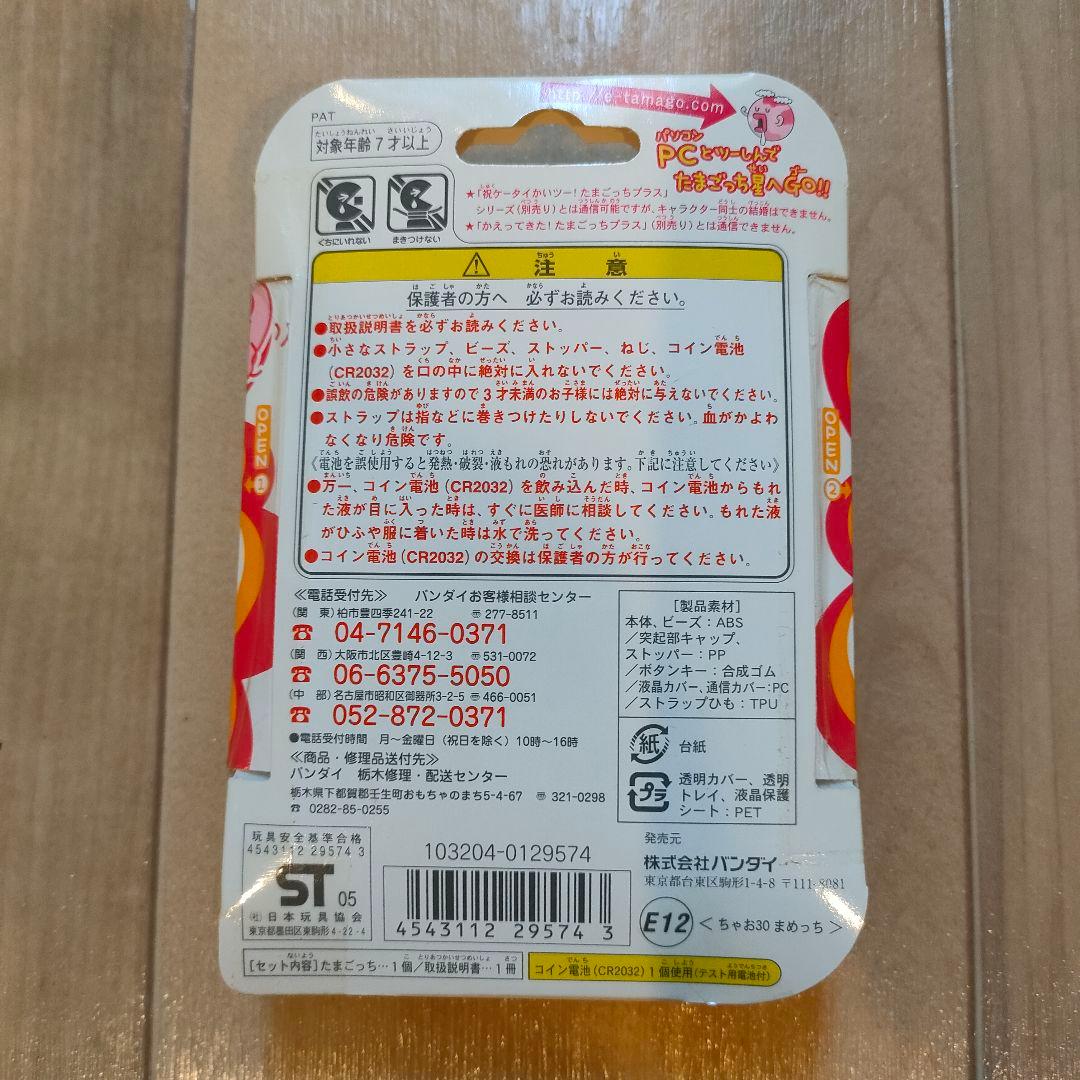 http://e-tamago.com
PAT
対象年齢7才以上
たいしょうねんれい さいいじょう
パソコン
PCとツーしんで
せい ゴー
たまごっち星へGO!!
くちにいれない
まきつけない
★「祝ケータイかいツー!たまごっちプラス」
シリーズ(別売り)とは通信可能ですが、キャラクター同士の結婚はできません。
★「かえってきた!たまごっちプラス」(別売り)とは通信できません。
ちゅう い
注 意
保護者の方へ 必ずお読みください。
●取扱説明書を必ずお読みください。
●小さなストラップ、ビーズ、ストッパー、ねじ、コイン電池
(CR2032)を口の中に絶対に入れないでください。
●誤飲の危険がありますので3才未満のお子様には絶対に与えないでください。
●ストラップは指などに巻きつけたりしないでください。血がかよわ
なくなり危険です。
《電池を誤使用すると発熱・破裂・液もれの恐れがあります。下記に注意してください》
●万一、コイン電池(CR2032)を飲み込んだ時、コイン電池からもれ
た液が目に入った時は、すぐに医師に相談してください。もれた液
がひふや服に着いた時は水で洗ってください。
●コイン電池(CR2032)の交換は保護者の方が行ってください。
OPEN
1
OPEN
2
≪電話受付先≫ バンダイお客様相談センター
(関 東)柏市豊四季241-22 〒277-8511
☎ 04-7146-0371
(関 西)大阪市北区豊崎4-12-3 〒531-0072
☎ 06-6375-5050
(中 部)名古屋市昭和区御器所3-2-5 〒466-0051
☎ 052-872-0371
●電話受付時間 月〜金曜日(祝日を除く)10時〜16時
≪商品・修理品送付先≫
バンダイ 栃木修理・配送センター
栃木県下都賀郡壬生町おもちゃのまち5-4-67 〒321-0298
☎ 0282-85-0255
[製品素材]
本体、ビーズ:ABS
/突起部キャップ、
ストッパー:PP
/ボタンキー:合成ゴム
/液晶カバー、通信カバー:PC
/ストラップひも:TPU
紙 台紙
プラ 透明カバー、透明
トレイ、液晶保護
シート:PET
玩具安全基準合格
4543112 29574 3
ST 05
(社)日本玩具協会
東京都墨田区東駒形4-22-4
103204-0129574
4543112 29574 3
発売元
株式会社バンダイ
東京都台東区駒形1-4-8 〒111-8081
E12 <ちゃお30 まめっち>
[セット内容]たまごっち…1個/取扱説明書…1冊
コイン電池(CR2032)1個使用(テスト用電池付)